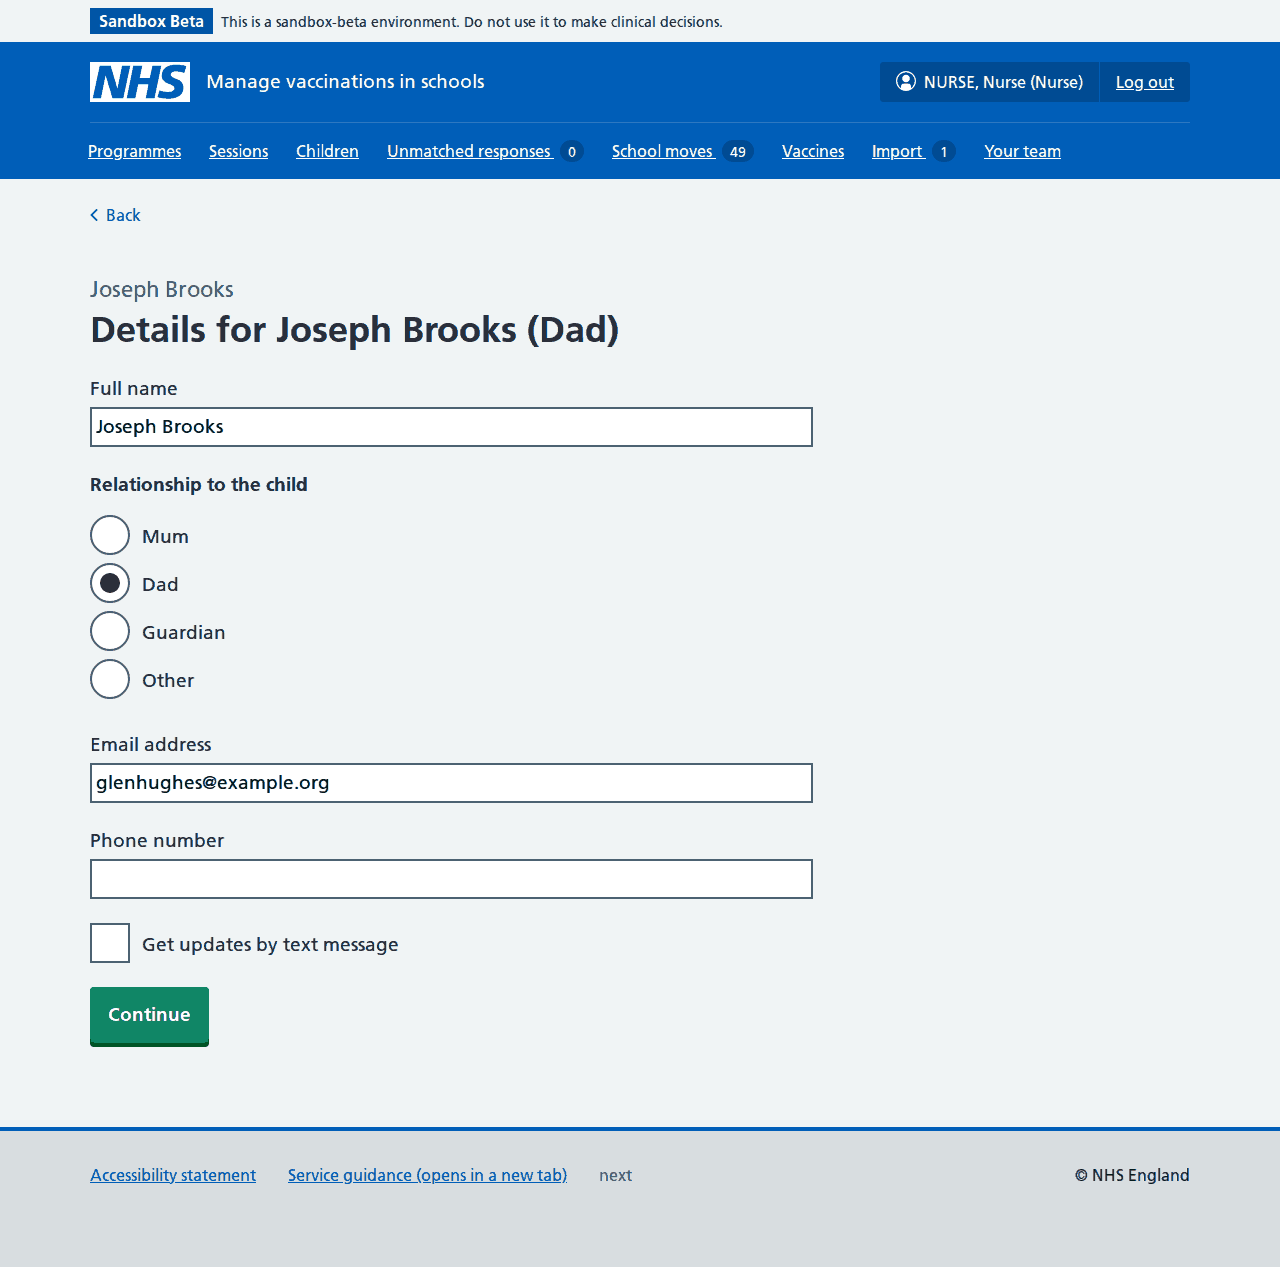 Sandbox Beta This is a sandbox-beta environment. Do not use it to make clinical decisions.
NHS Manage vaccinations in schools NURSE, Nurse (Nurse) Log out
Programmes Sessions Children Unmatched responses 0 School moves 49 Vaccines Import 1 Your team
Back
Joseph Brooks
Details for Joseph Brooks (Dad)
Full name
Joseph Brooks
Relationship to the child
Mum
Dad
Guardian
Other
Email address
glenhughes@example.org
Phone number
Get updates by text message
Continue
Accessibility statement Service guidance (opens in a new tab) next © NHS England